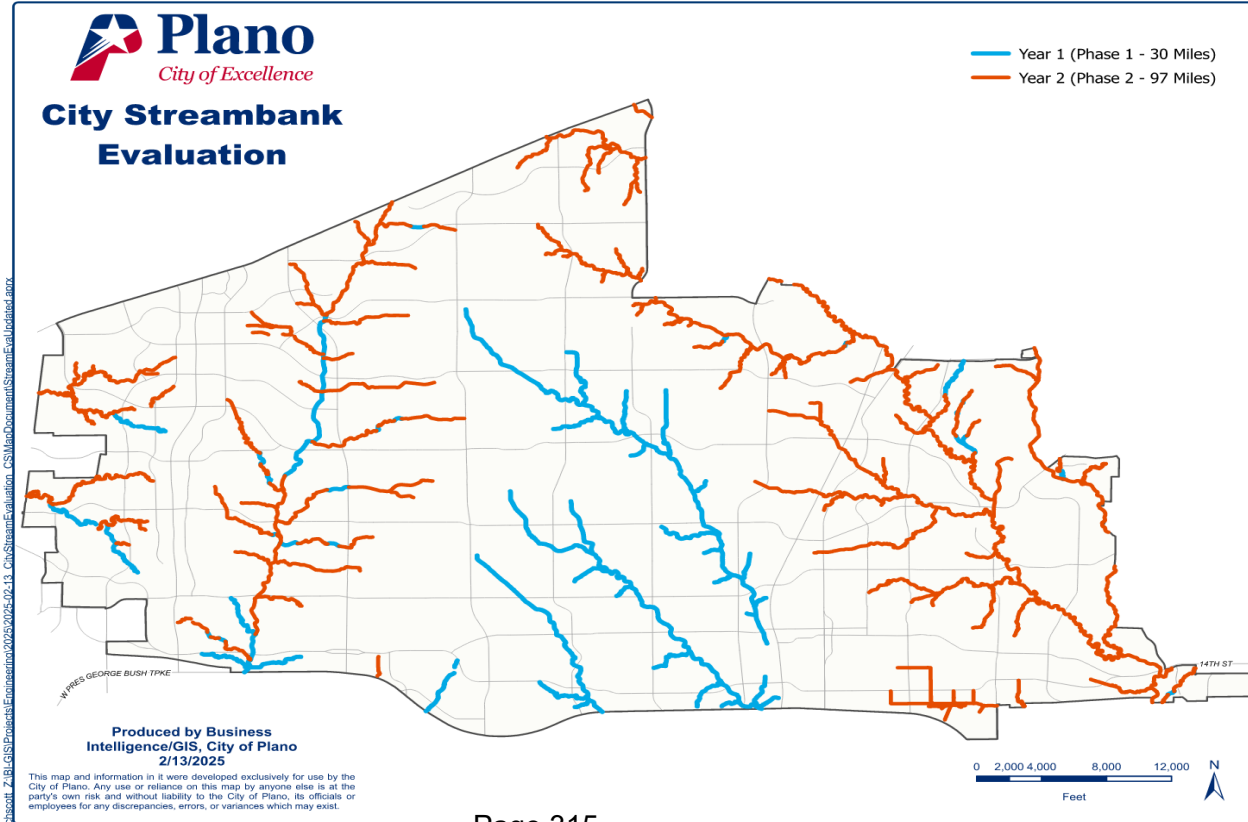 Plano
City of Excellence
City Streambank
Evaluation
Year 1 (Phase 1 - 30 Miles)
Year 2 (Phase 2 - 97 Miles)
W PRES GEORGE BUSH TPKE
14TH ST
Produced by Business
Intelligence/GIS, City of Plano
2/13/2025
This map and information in it were developed exclusively for use by the
City of Plano. Any use or reliance on this map by anyone else is at the
party's own risk and without liability to the City of Plano, its officials or
employees for any discrepancies, errors, or variances which may exist.
0 2,000 4,000 8,000 12,000
Feet
N
Page 315